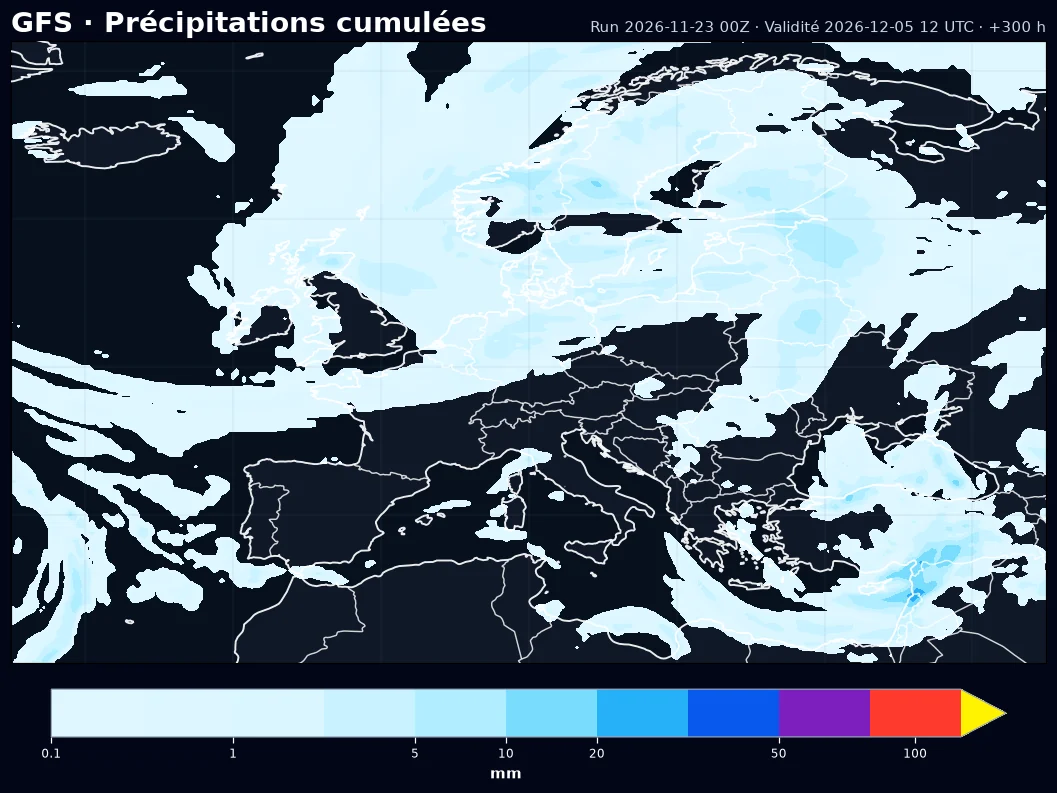 GFS · Précipitations cumulées
Run 2026-11-23 00Z · Validité 2026-12-05 12 UTC · +300 h
0.1 1 5 10 20 50 100
mm